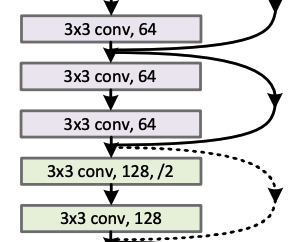 3x3 conv, 64
3x3 conv, 64
3x3 conv, 64
3x3 conv, 128, /2
3x3 conv, 128